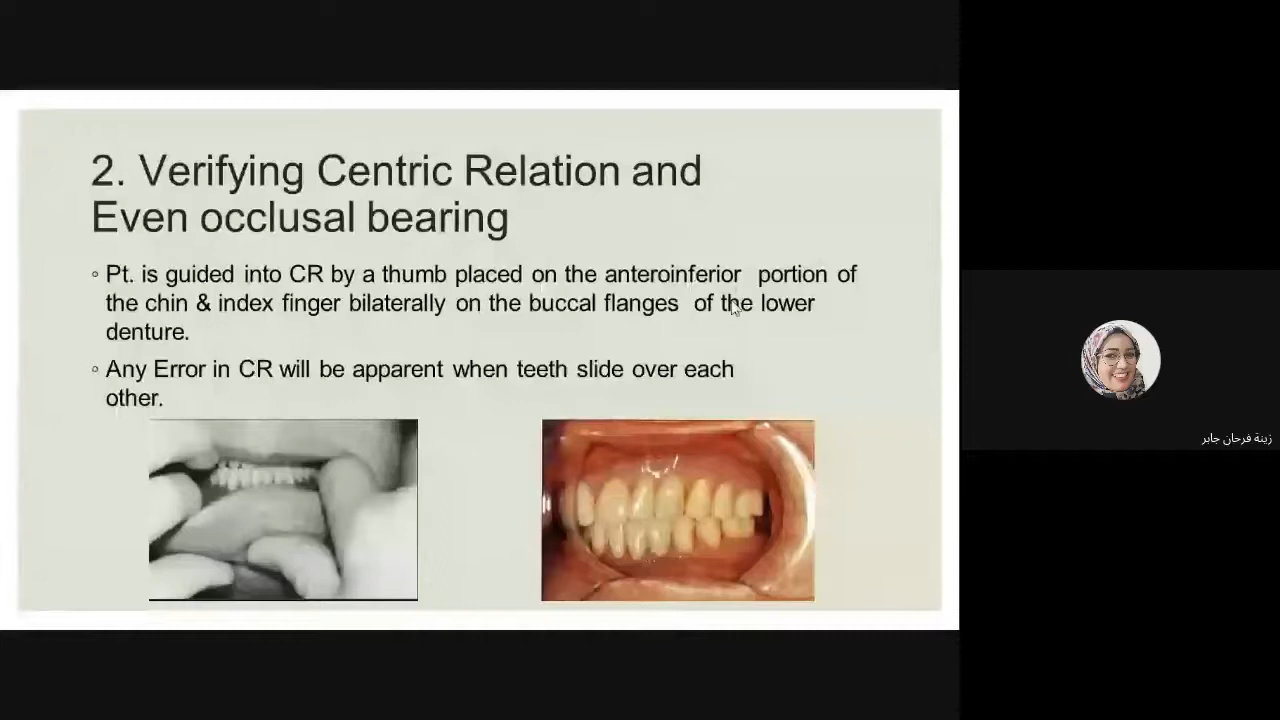 2. Verifying Centric Relation and
Even occlusal bearing
◦ Pt. is guided into CR by a thumb placed on the anteroinferior portion of
the chin & index finger bilaterally on the buccal flanges of the lower
denture.
◦ Any Error in CR will be apparent when teeth slide over each
other.
زينة فرحان جابر